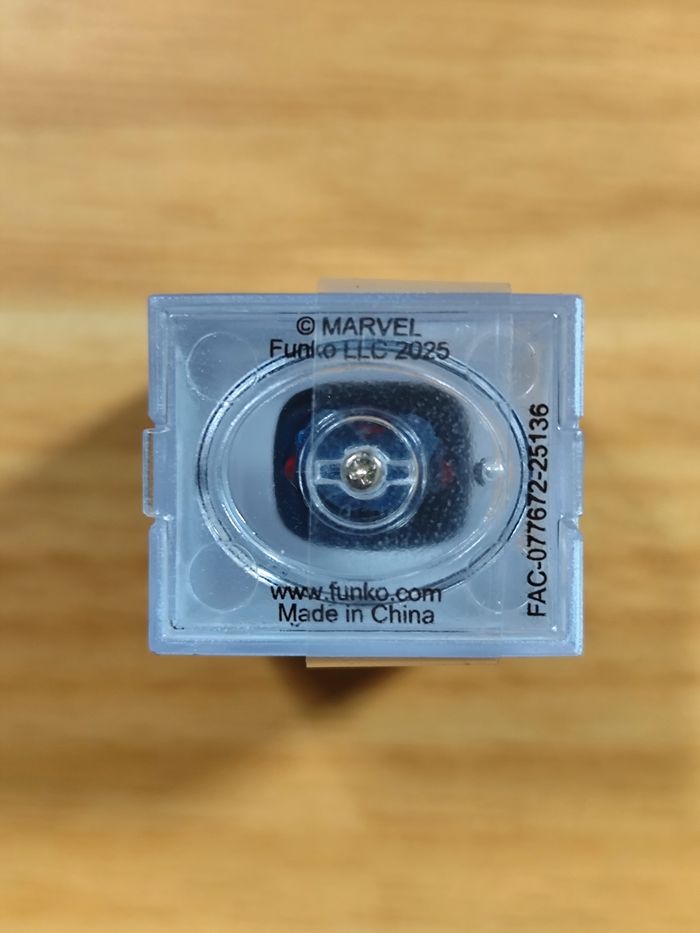 © MARVEL
Funko LLC 2025
FAC-077672-25136
www.funko.com
Made in China